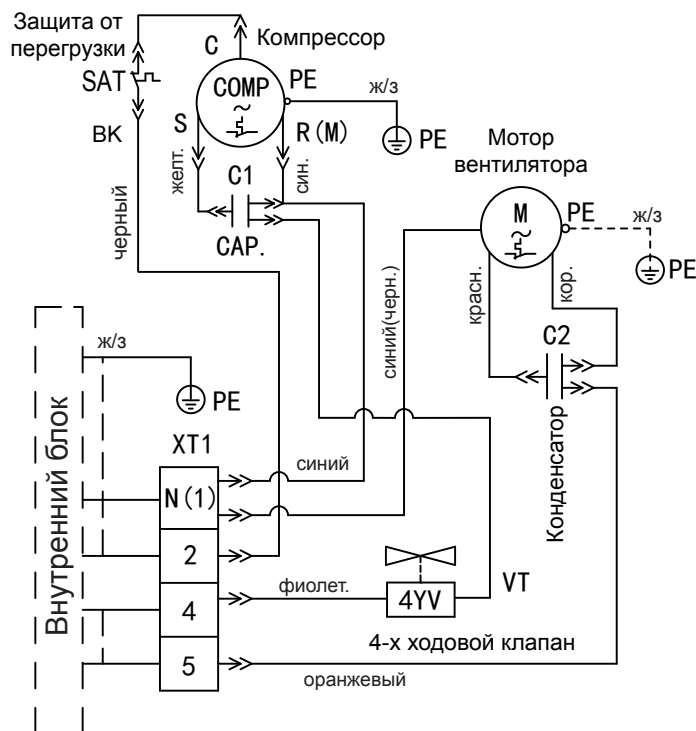 Защита от
перегрузки
C
Компрессор
SAT
COMP
PE
ж/з
BK
S
R(M)
PE
желт.
C1
син.
CAP.
черный
Мотор
вентилятора
M
PE
ж/з
PE
синий(черн.)
красн.
кор.
C2
Конденсатор
ж/з
PE
Внутренний блок
XT1
синий
N(1)
2
фиолет.
4YV
VT
4
4-х ходовой клапан
5
оранжевый